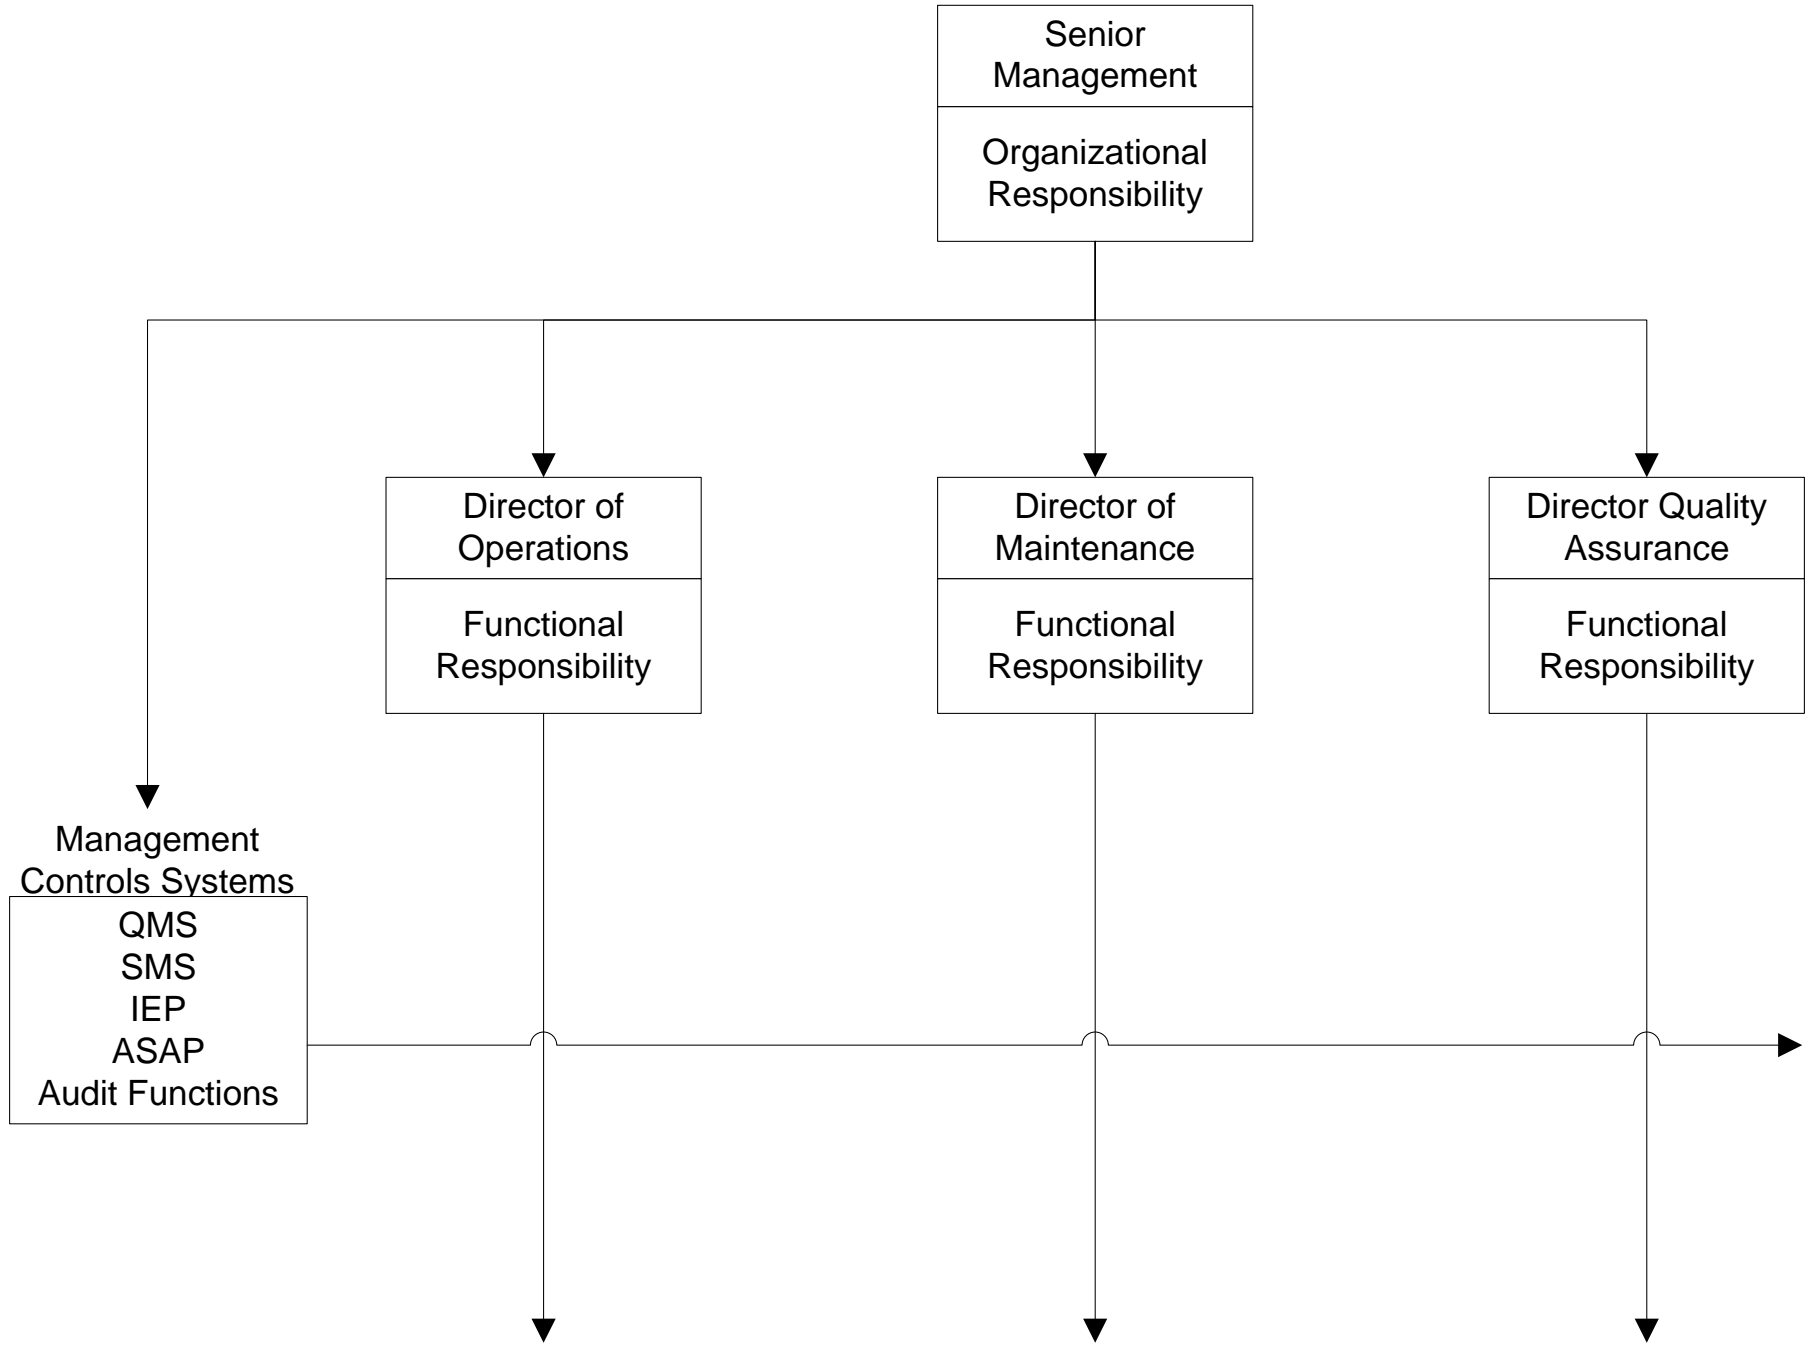 Senior
Management
Organizational
Responsibility
Director of
Operations
Functional
Responsibility
Director of
Maintenance
Functional
Responsibility
Director Quality
Assurance
Functional
Responsibility
Management
Controls Systems
QMS
SMS
IEP
ASAP
Audit Functions